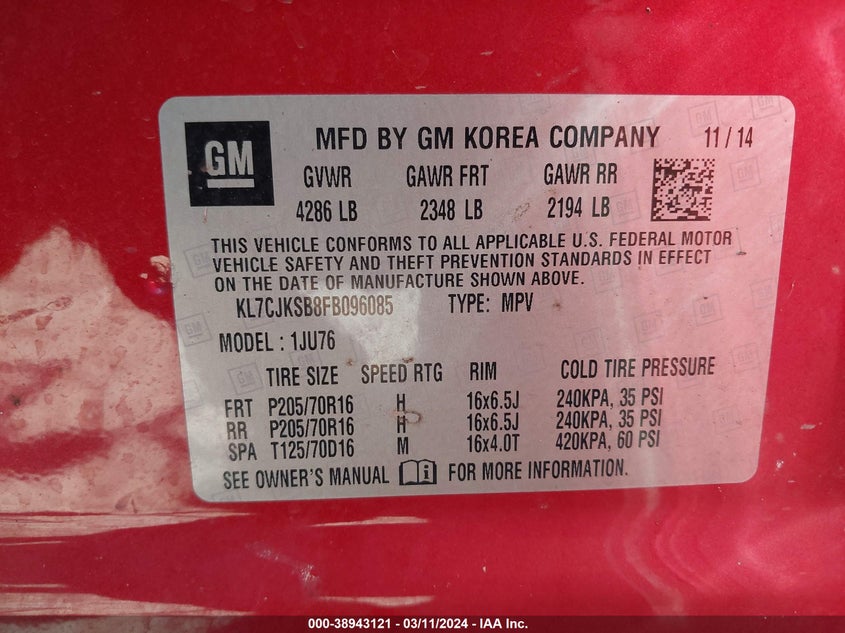 GM
MFD BY GM KOREA COMPANY 11/14
GVWR GAWR FRT GAWR RR
4286 LB 2348 LB 2194 LB
THIS VEHICLE CONFORMS TO ALL APPLICABLE U.S. FEDERAL MOTOR
VEHICLE SAFETY AND THEFT PREVENTION STANDARDS IN EFFECT
ON THE DATE OF MANUFACTURE SHOWN ABOVE.
KL7CJKSB8FB096085 TYPE: MPV
MODEL : 1JU76
TIRE SIZE SPEED RTG RIM COLD TIRE PRESSURE
FRT P205/70R16 H 16x6.5J 240KPA, 35 PSI
RR P205/70R16 H 16x6.5J 240KPA, 35 PSI
SPA T125/70D16 M 16x4.0T 420KPA, 60 PSI
SEE OWNER'S MANUAL FOR MORE INFORMATION.
000-38943121 - 03/11/2024 - IAA Inc.